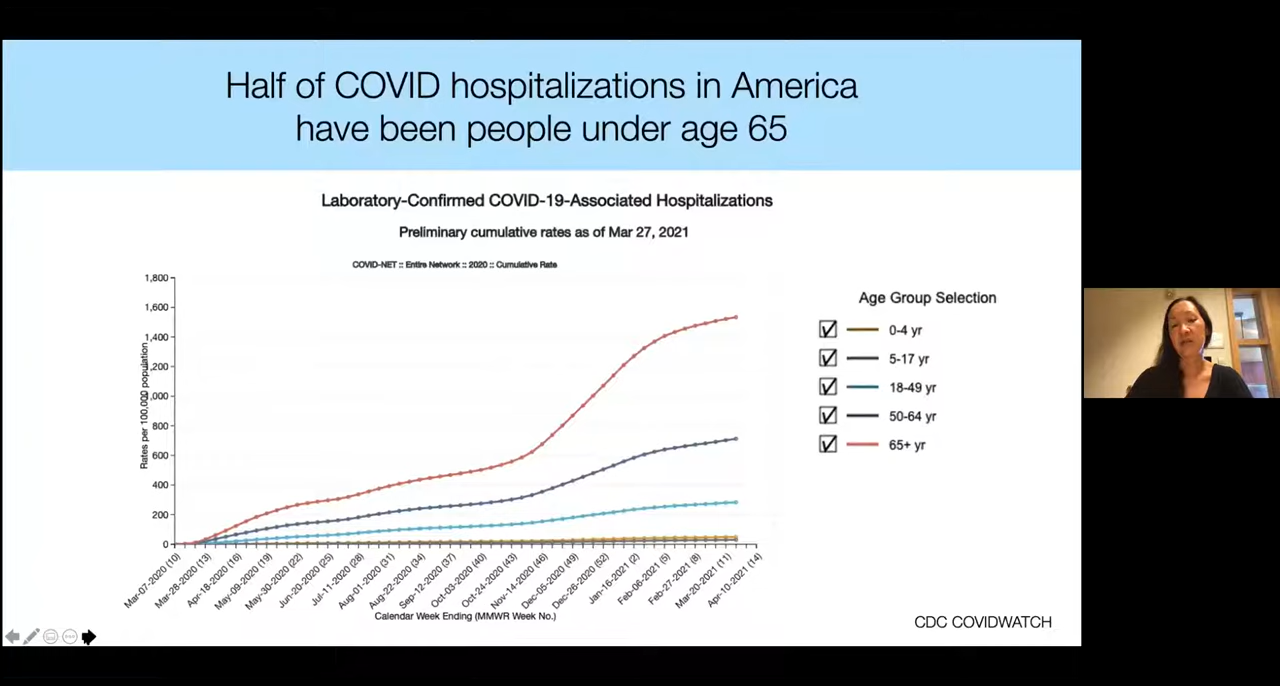 Half of COVID hospitalizations in America
have been people under age 65
Laboratory-Confirmed COVID-19-Associated Hospitalizations
Preliminary cumulative rates as of Mar 27, 2021
COVID-NET :: Entire Network :: 2020 :: Cumulative Rate
Rates per 100,000 population
1,800
1,600
1,400
1,200
1,000
800
600
400
200
0
Mar-07-2020 (10)
Mar-28-2020 (13)
Apr-18-2020 (16)
May-09-2020 (19)
May-30-2020 (22)
Jun-20-2020 (25)
Jul-11-2020 (28)
Aug-01-2020 (31)
Aug-22-2020 (34)
Sep-12-2020 (37)
Oct-03-2020 (40)
Oct-24-2020 (43)
Nov-14-2020 (46)
Dec-05-2020 (49)
Dec-26-2020 (52)
Jan-16-2021 (2)
Feb-06-2021 (5)
Feb-27-2021 (8)
Mar-20-2021 (11)
Apr-10-2021 (14)
Calendar Week Ending (MMWR Week No.)
Age Group Selection
0-4 yr
5-17 yr
18-49 yr
50-64 yr
65+ yr
CDC COVIDWATCH